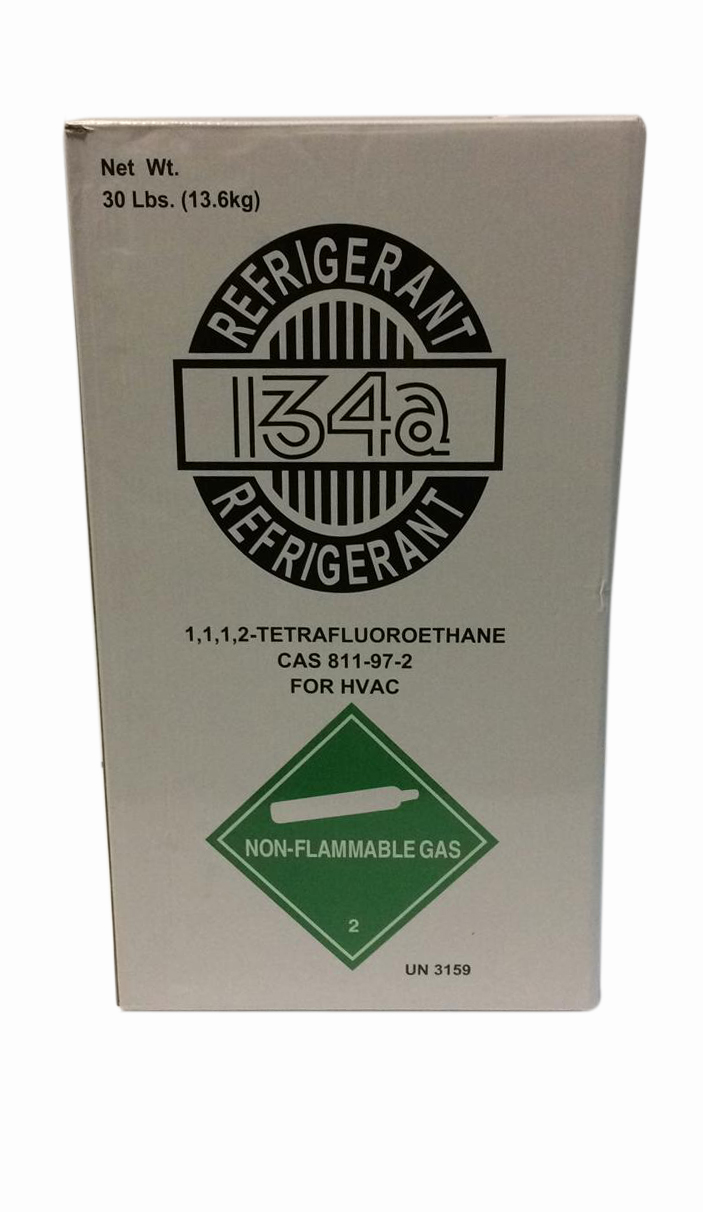 Net Wt.
30 Lbs. (13.6kg)
REFRIGERANT
134a
REFRIGERANT
1,1,1,2-TETRAFLUOROETHANE
CAS 811-97-2
FOR HVAC
NON-FLAMMABLE GAS
2
UN 3159